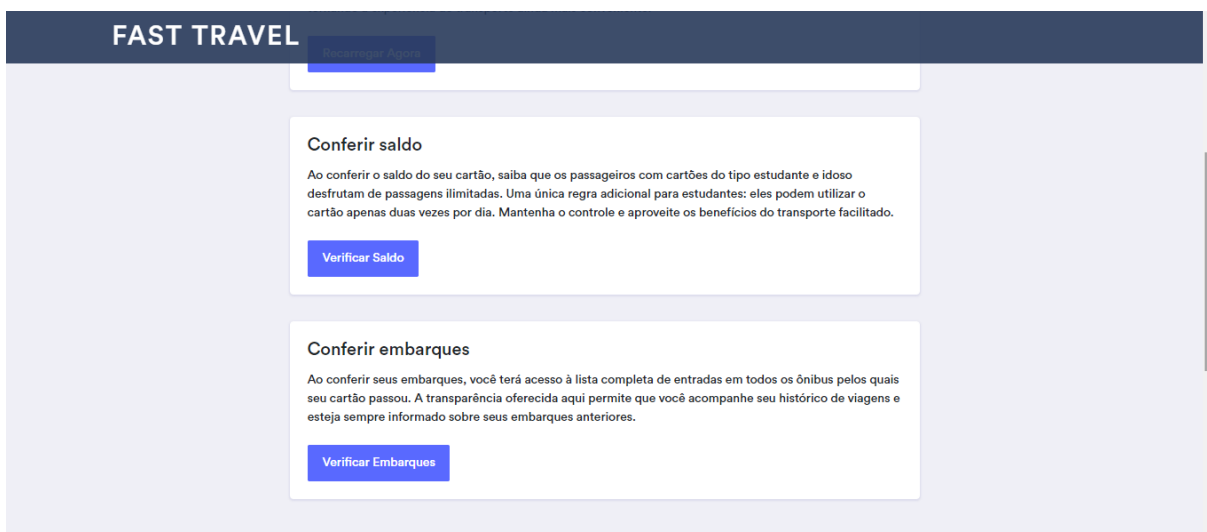 FAST TRAVEL
Recarregar Agora
Conferir saldo
Ao conferir o saldo do seu cartão, saiba que os passageiros com cartões do tipo estudante e idoso
desfrutam de passagens ilimitadas. Uma única regra adicional para estudantes: eles podem utilizar o
cartão apenas duas vezes por dia. Mantenha o controle e aproveite os benefícios do transporte facilitado.
Verificar Saldo
Conferir embarques
Ao conferir seus embarques, você terá acesso à lista completa de entradas em todos os ônibus pelos quais
seu cartão passou. A transparência oferecida aqui permite que você acompanhe seu histórico de viagens e
esteja sempre informado sobre seus embarques anteriores.
Verificar Embarques